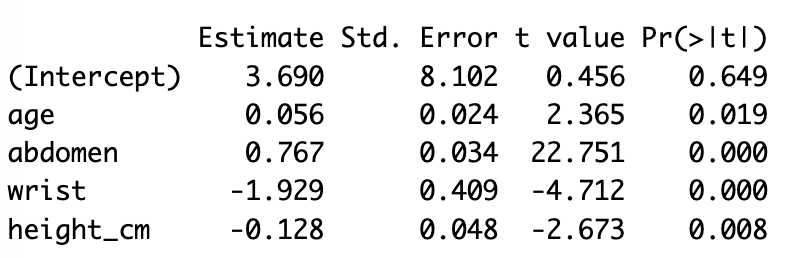 Estimate Std. Error t value Pr(>|t|)
(Intercept) 3.690 8.102 0.456 0.649
age 0.056 0.024 2.365 0.019
abdomen 0.767 0.034 22.751 0.000
wrist -1.929 0.409 -4.712 0.000
height_cm -0.128 0.048 -2.673 0.008